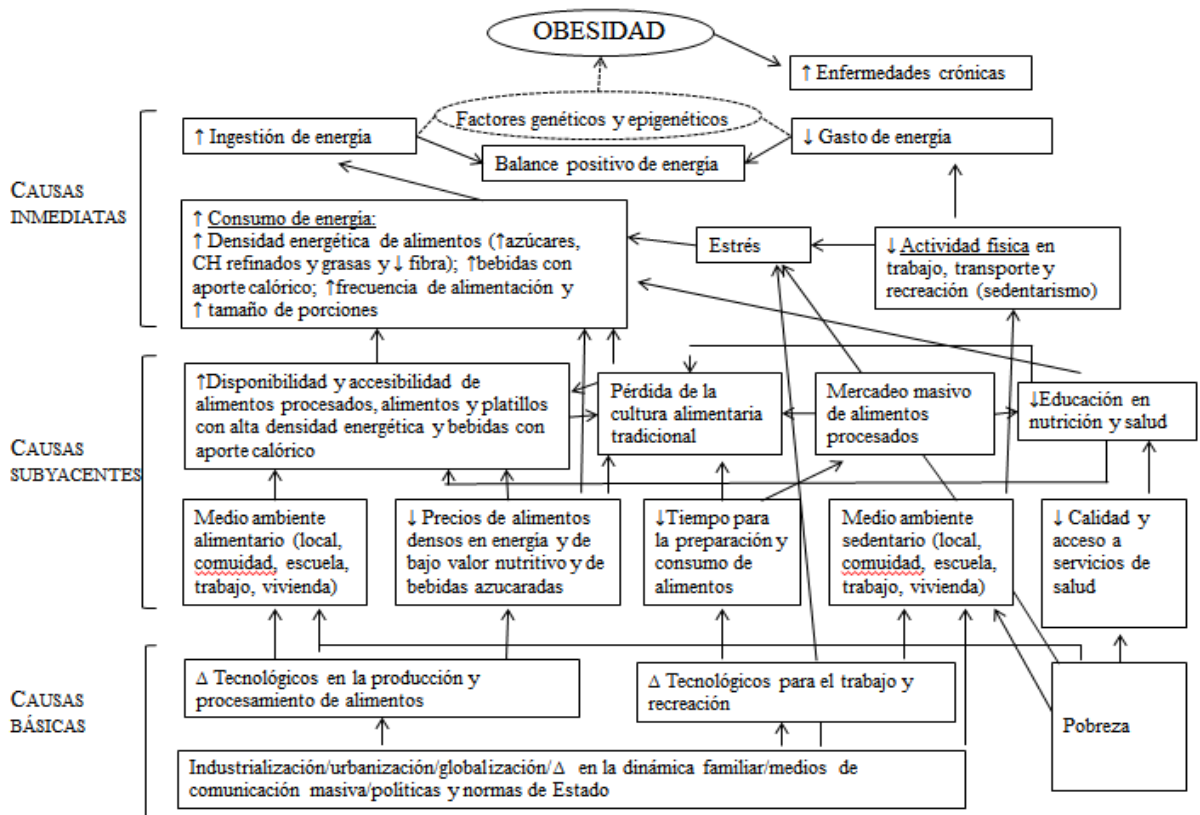 OBESIDAD
↑ Enfermedades crónicas
Factores genéticos y epigenéticos
↑ Ingestión de energía
↓ Gasto de energía
Balance positivo de energía
CAUSAS
INMEDIATAS
↑ Consumo de energía:
↑ Densidad energética de alimentos (↑azúcares,
CH refinados y grasas y ↓ fibra); ↑bebidas con
aporte calórico; ↑frecuencia de alimentación y
↑ tamaño de porciones
Estrés
↓ Actividad física en
trabajo, transporte y
recreación (sedentarismo)
CAUSAS
SUBYACENTES
↑Disponibilidad y accesibilidad de
alimentos procesados, alimentos y platillos
con alta densidad energética y bebidas con
aporte calórico
Pérdida de la
cultura alimentaria
tradicional
Mercadeo masivo
de alimentos
procesados
↓Educación en
nutrición y salud
Medio ambiente
alimentario (local,
comuidad, escuela,
trabajo, vivienda)
↓ Precios de alimentos
densos en energía y de
bajo valor nutritivo y de
bebidas azucaradas
↓Tiempo para
la preparación y
consumo de
alimentos
Medio ambiente
sedentario (local,
comuidad, escuela,
trabajo, vivienda)
↓ Calidad y
acceso a
servicios de
salud
CAUSAS
BÁSICAS
Δ Tecnológicos en la producción y
procesamiento de alimentos
Δ Tecnológicos para el trabajo y
recreación
Pobreza
Industrialización/urbanización/globalización/Δ en la dinámica familiar/medios de
comunicación masiva/políticas y normas de Estado